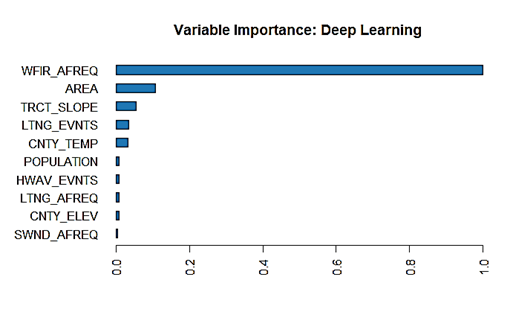 Variable Importance: Deep Learning
WFIR_AFREQ
AREA
TRCT_SLOPE
LTNG_EVNTS
CNTY_TEMP
POPULATION
HWAV_EVNTS
LTNG_AFREQ
CNTY_ELEV
SWND_AFREQ
0.0
0.2
0.4
0.6
0.8
1.0